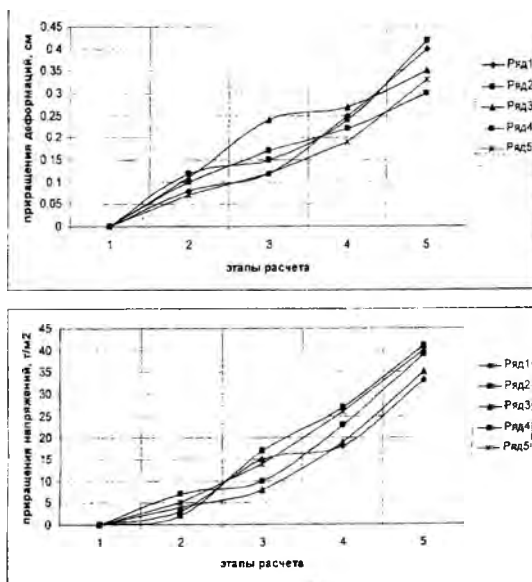 приращения деформаций, см
0.45
0.4
0.35
0.3
0.25
0.2
0.15
0.1
0.05
0
1 2 3 4 5
этапы расчета
Ряд1
Ряд2
Ряд3
Ряд4
Ряд5
приращения напряжений, т/м2
45
40
35
30
25
20
15
10
5
0
1 2 3 4 5
этапы расчета
Ряд1
Ряд2
Ряд3
Ряд4
Ряд5